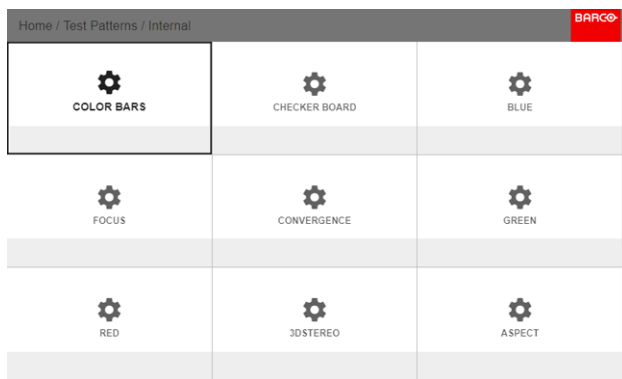 Home / Test Patterns / Internal
BARCO
COLOR BARS
CHECKER BOARD
BLUE
FOCUS
CONVERGENCE
GREEN
RED
3DSTEREO
ASPECT